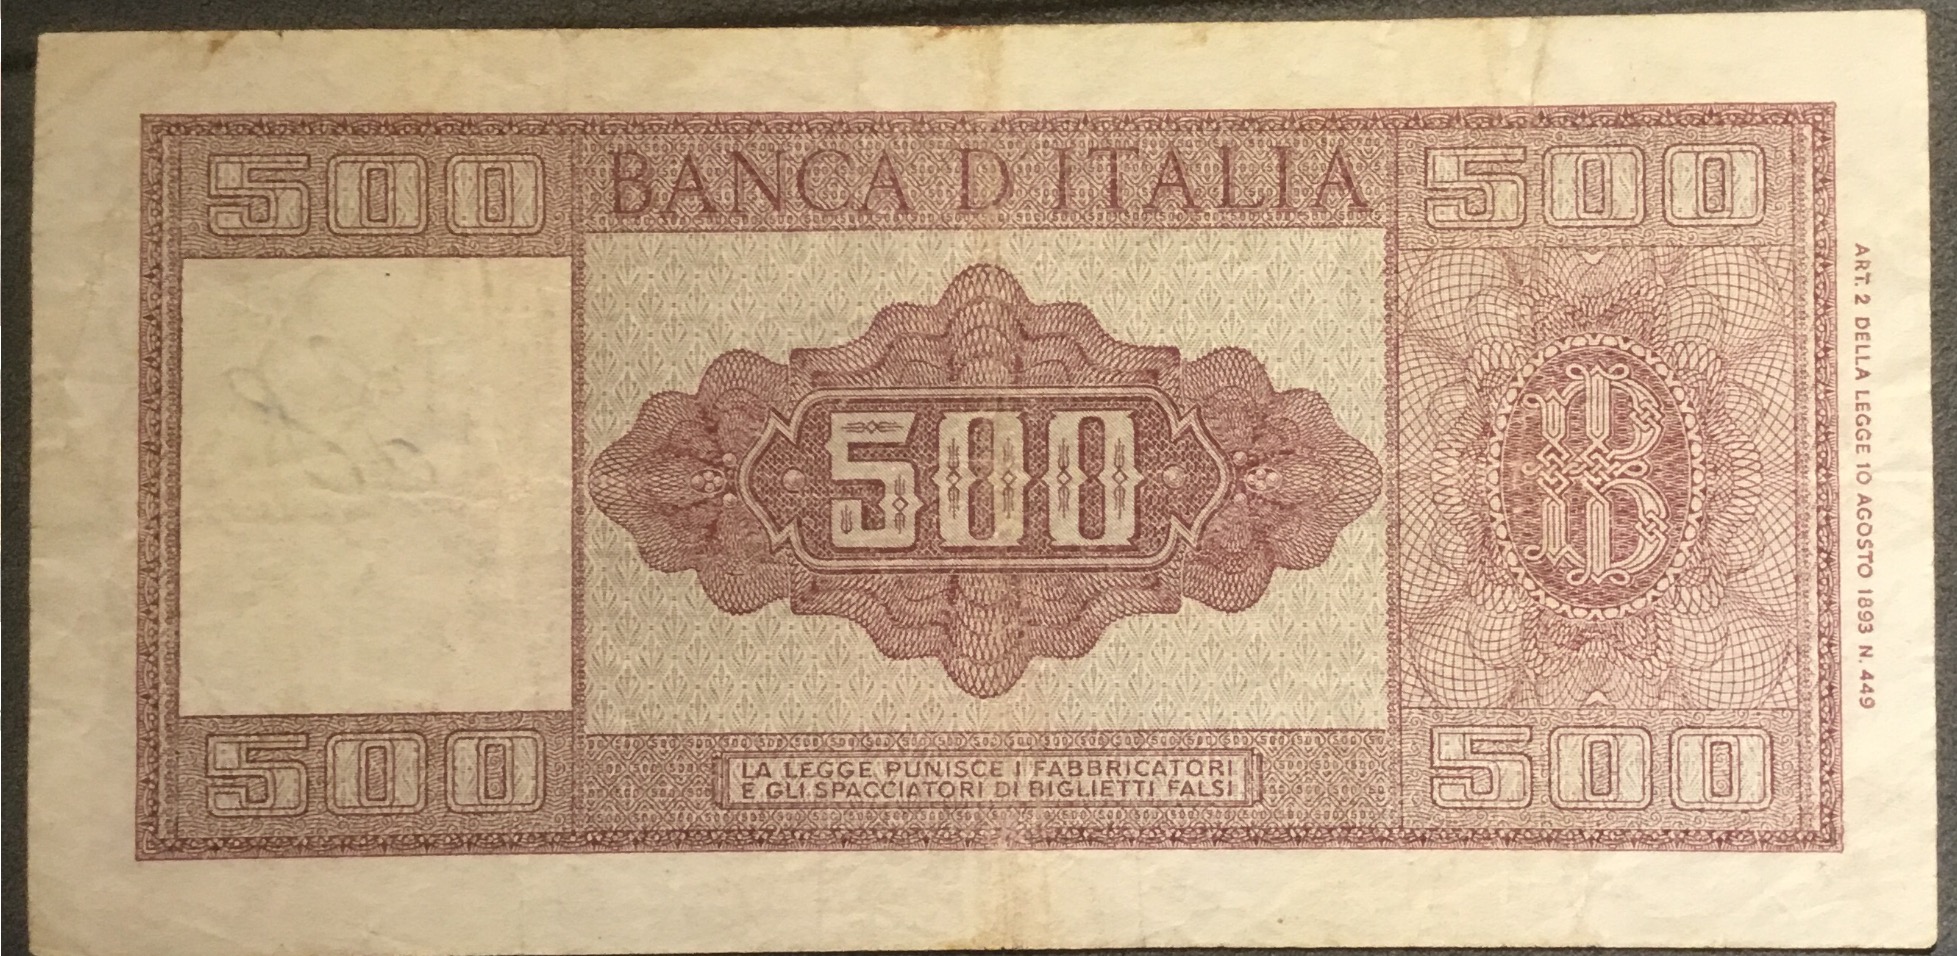 500
BANCA D'ITALIA
500
500
500
LA LEGGE PUNISCE I FABBRICATORI
E GLI SPACCIATORI DI BIGLIETTI FALSI
500
ART. 2 DELLA LEGGE 10 AGOSTO 1893 N. 449